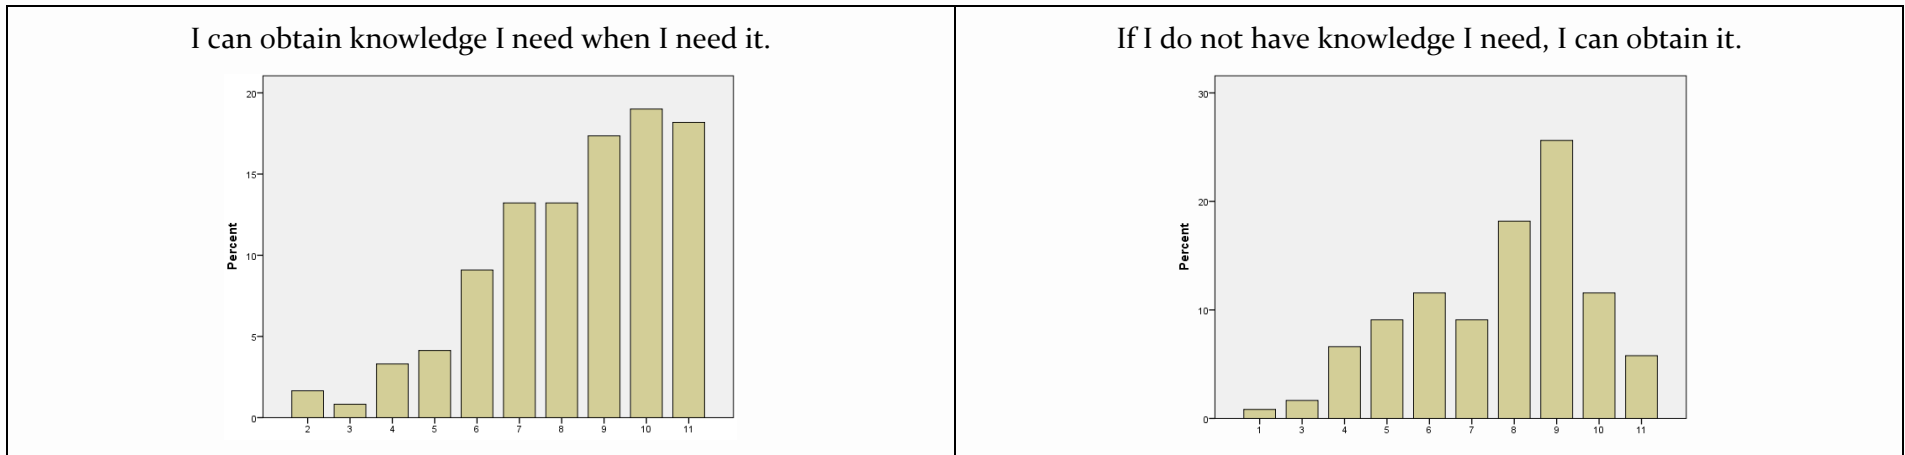 I can obtain knowledge I need when I need it.
20
15
10
5
0
Percent
2 3 4 5 6 7 8 9 10 11
If I do not have knowledge I need, I can obtain it.
30
20
10
0
Percent
1 3 4 5 6 7 8 9 10 11